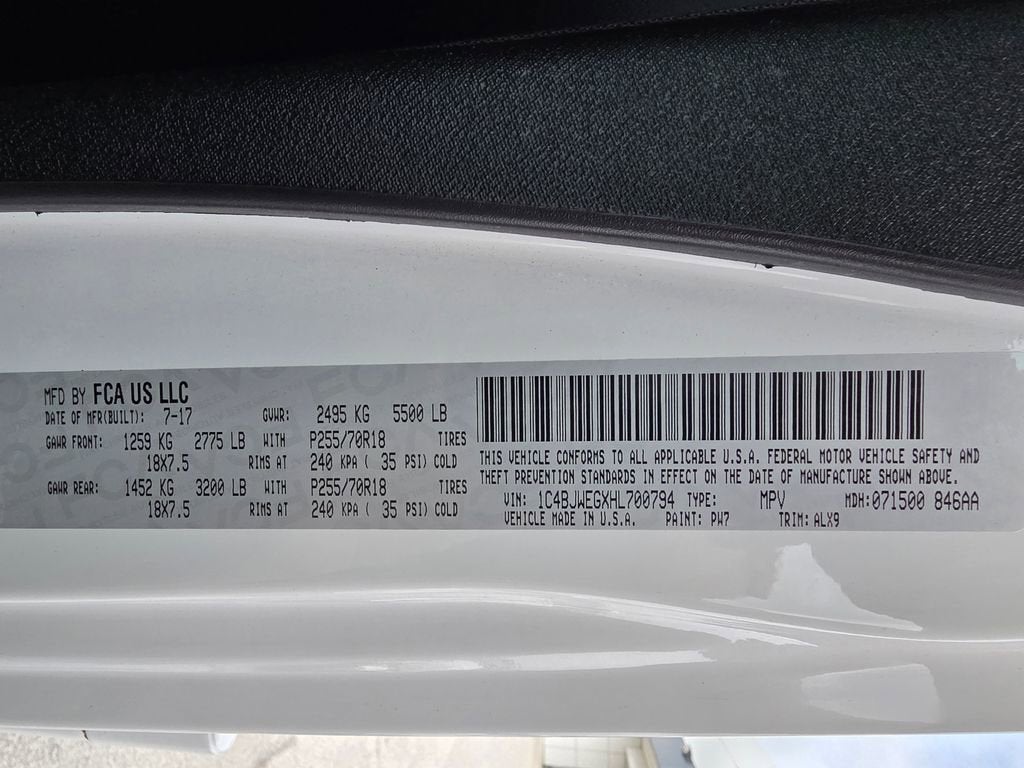 MFD BY FCA US LLC
DATE OF MFR(BUILT): 7-17 GVWR: 2495 KG 5500 LB
GAWR FRONT: 1259 KG 2775 LB WITH P255/70R18 TIRES
18X7.5 RIMS AT 240 KPA ( 35 PSI) COLD
GAWR REAR: 1452 KG 3200 LB WITH P255/70R18 TIRES
18X7.5 RIMS AT 240 KPA ( 35 PSI) COLD
THIS VEHICLE CONFORMS TO ALL APPLICABLE U.S.A. FEDERAL MOTOR VEHICLE SAFETY AND
THEFT PREVENTION STANDARDS IN EFFECT ON THE DATE OF MANUFACTURE SHOWN ABOVE.
VIN: 1C4BJWEGXHL700794 TYPE: MPV MDH: 071500 846AA
VEHICLE MADE IN U.S.A. PAINT: PW7 TRIM: ALX9